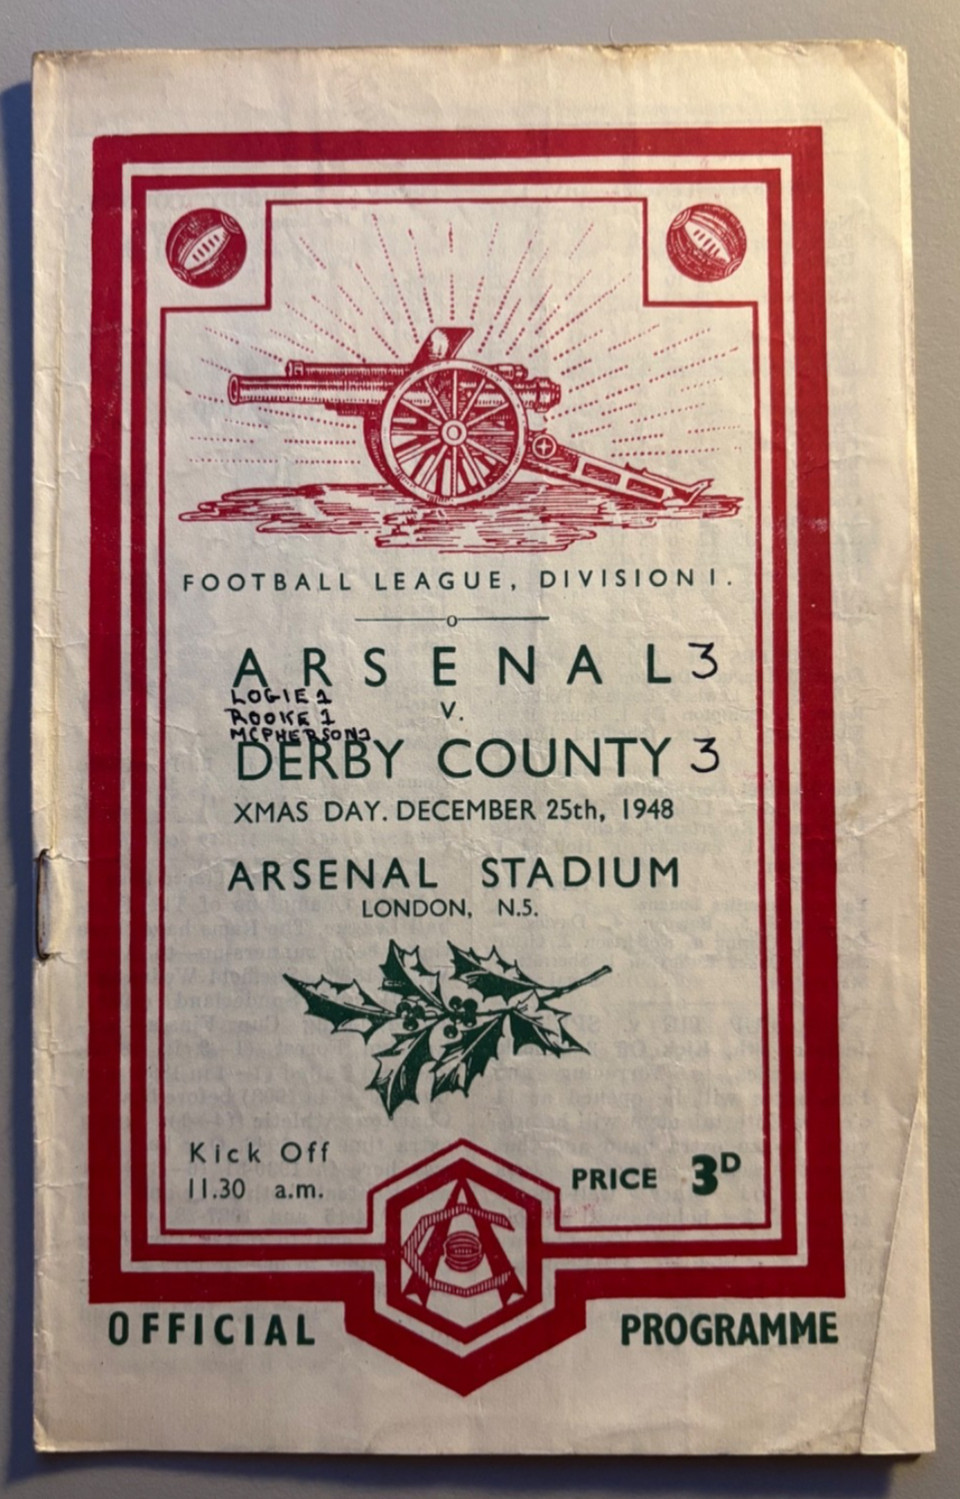 FOOTBALL LEAGUE, DIVISION I.
ARSENAL 3
LOGIE 1
V.
ROOKE 1
MCPHERSON 1
DERBY COUNTY 3
XMAS DAY. DECEMBER 25th, 1948
ARSENAL STADIUM
LONDON, N.5.
Kick Off
11.30 a.m.
PRICE 3D
AC
OFFICIAL PROGRAMME